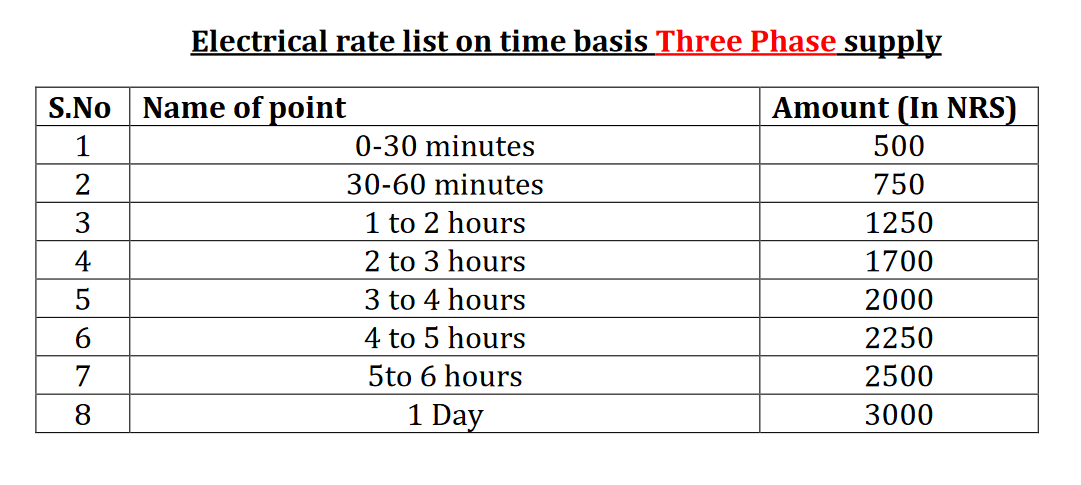 Electrical rate list on time basis Three Phase supply
S.No Name of point Amount (In NRS)
1 0-30 minutes 500
2 30-60 minutes 750
3 1 to 2 hours 1250
4 2 to 3 hours 1700
5 3 to 4 hours 2000
6 4 to 5 hours 2250
7 5to 6 hours 2500
8 1 Day 3000